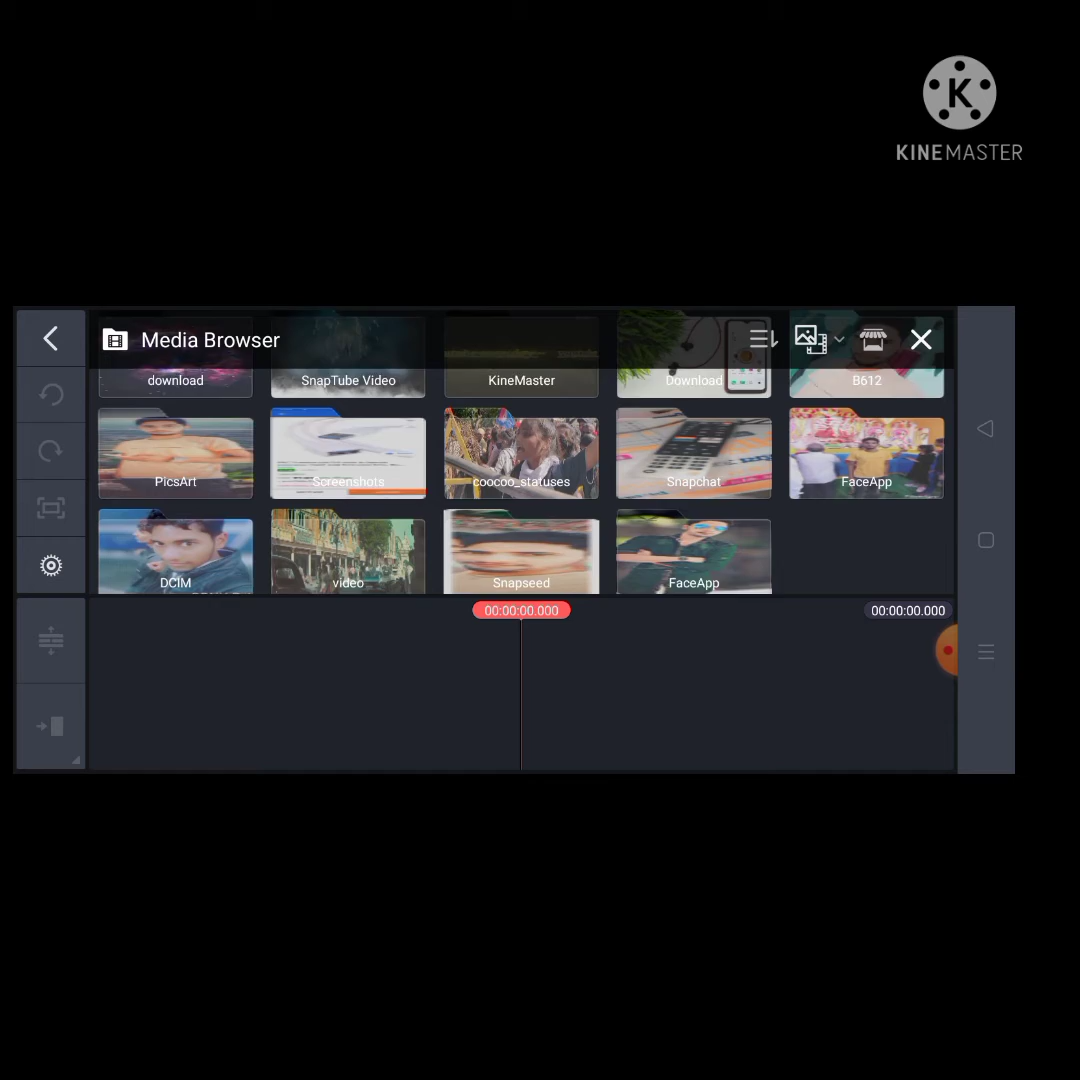 K
KINEMASTER
Media Browser
download
SnapTube Video
KineMaster
Download
B612
PicsArt
Screenshots
coocoo_statuses
Snapchat
FaceApp
DCIM
video
Snapseed
FaceApp
00:00:00.000
00:00:00.000